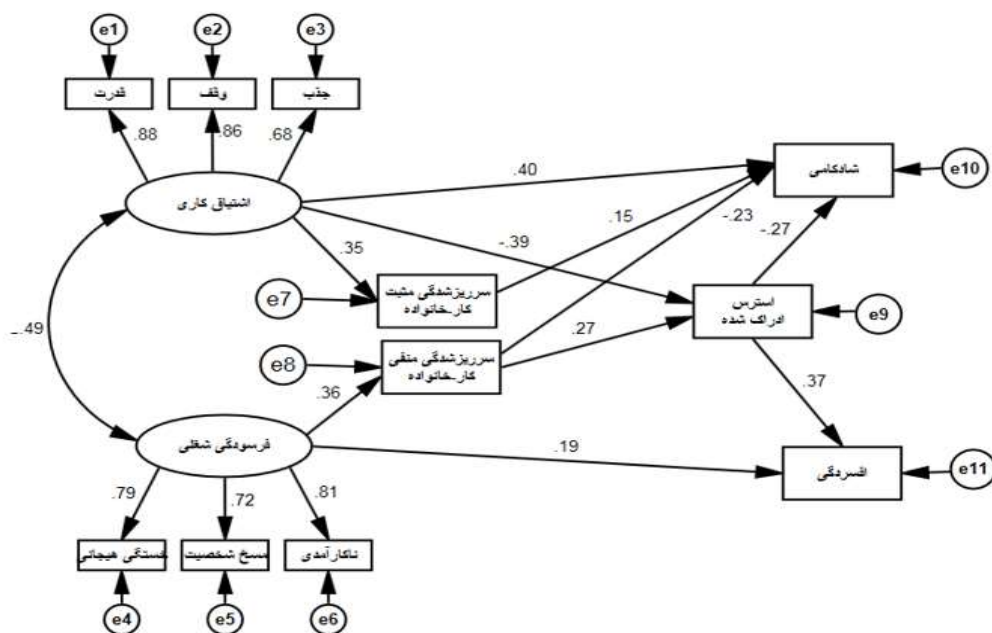 e1
e2
e3
قدرت
وقف
جذب
.88
.86
.68
اشتیاق کاری
.40
شادکامی
e10
.15
-.23
-.27
-.39
.35
e7
سرریزشدگی مثبت
کار-خانواده
استرس
ادراک شده
e9
-.49
e8
سرریزشدگی منفی
کار-خانواده
.27
.36
.37
فرسودگی شغلی
.19
افسردگی
e11
.79
.72
.81
خستگی هیجانی
مسخ شخصیت
ناکارآمدی
e4
e5
e6